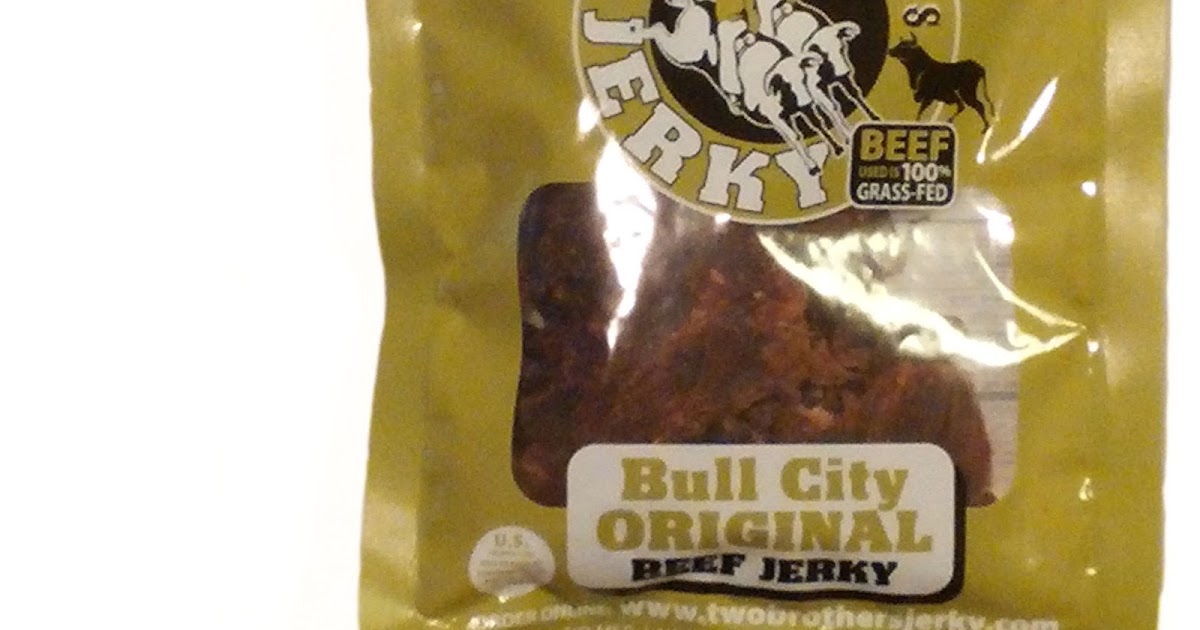 JERKY
S
BEEF
USED IS 100%
GRASS-FED
Bull City
ORIGINAL
BEEF JERKY
U.S.
ORDER ONLINE: www.twobrothersjerky.com